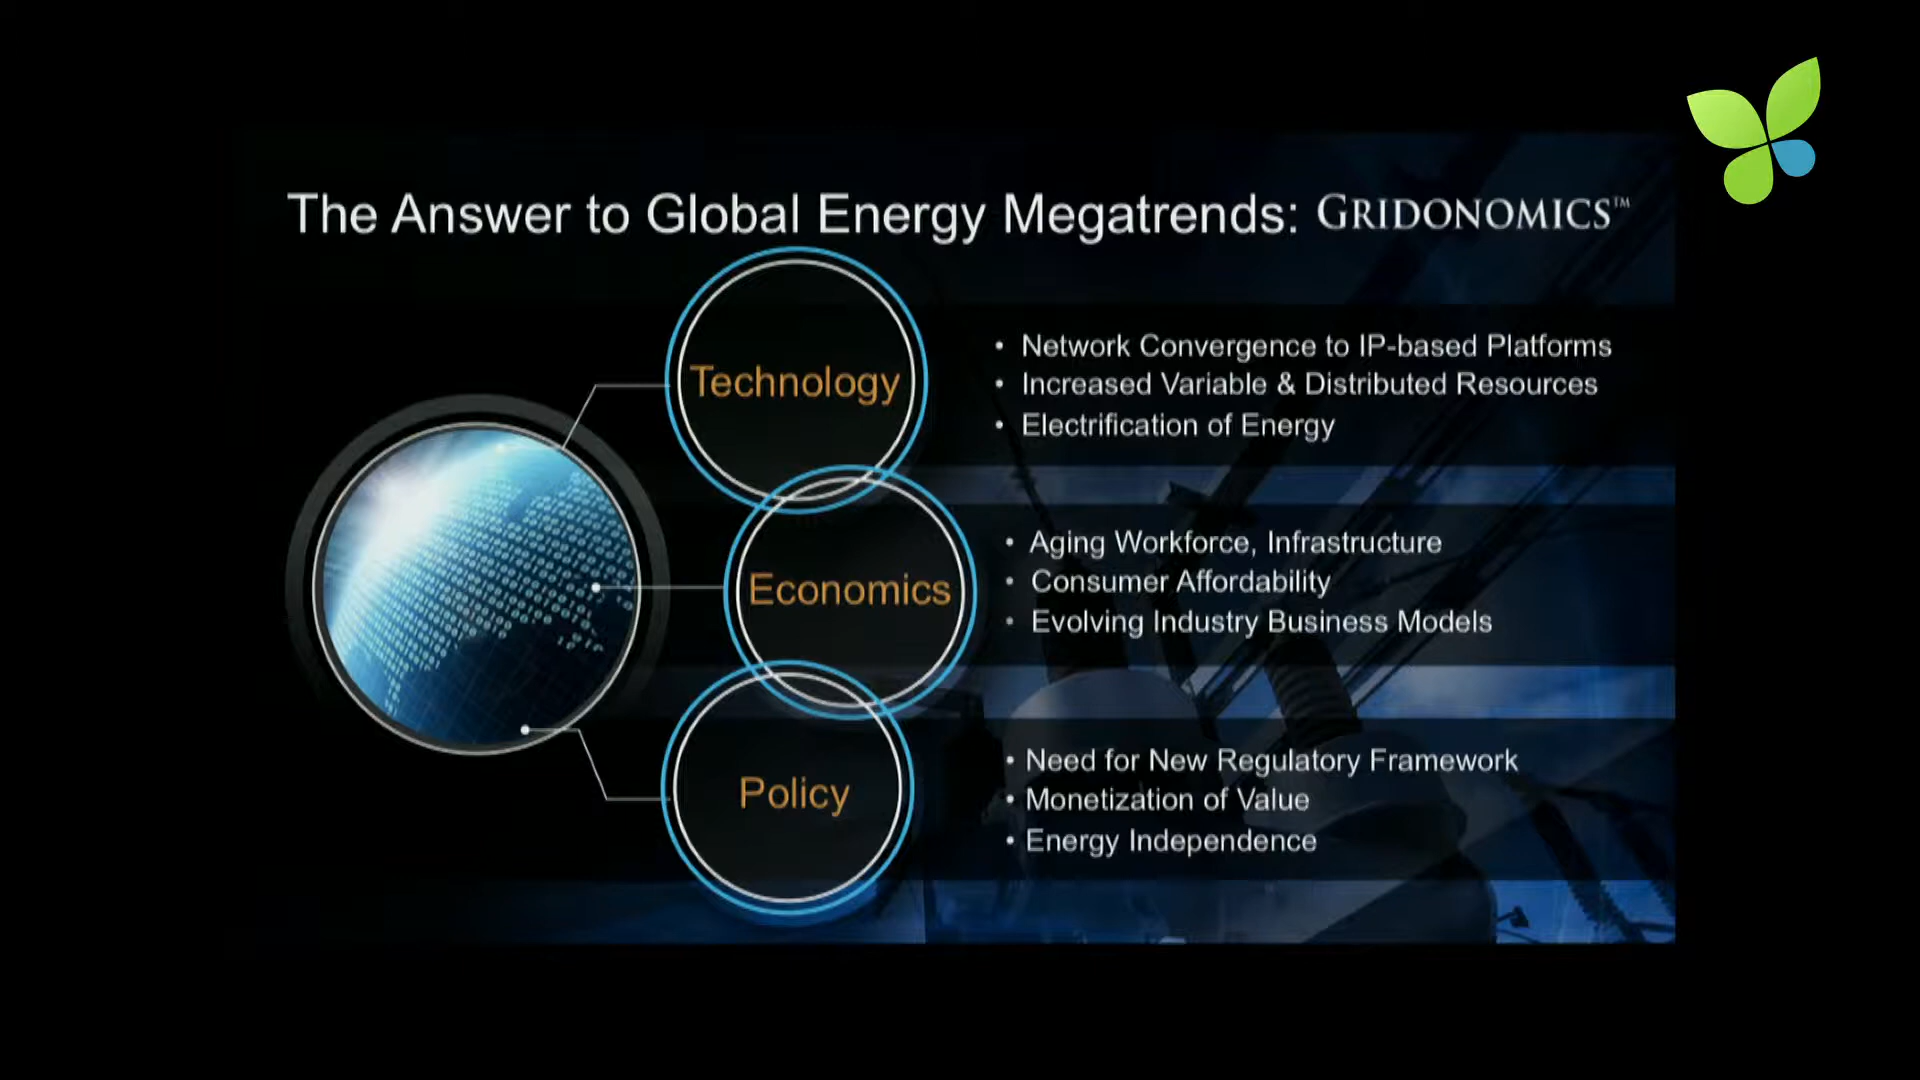 The Answer to Global Energy Megatrends: GRIDONOMICS™
Technology
• Network Convergence to IP-based Platforms
• Increased Variable & Distributed Resources
• Electrification of Energy
Economics
• Aging Workforce, Infrastructure
• Consumer Affordability
• Evolving Industry Business Models
Policy
• Need for New Regulatory Framework
• Monetization of Value
• Energy Independence